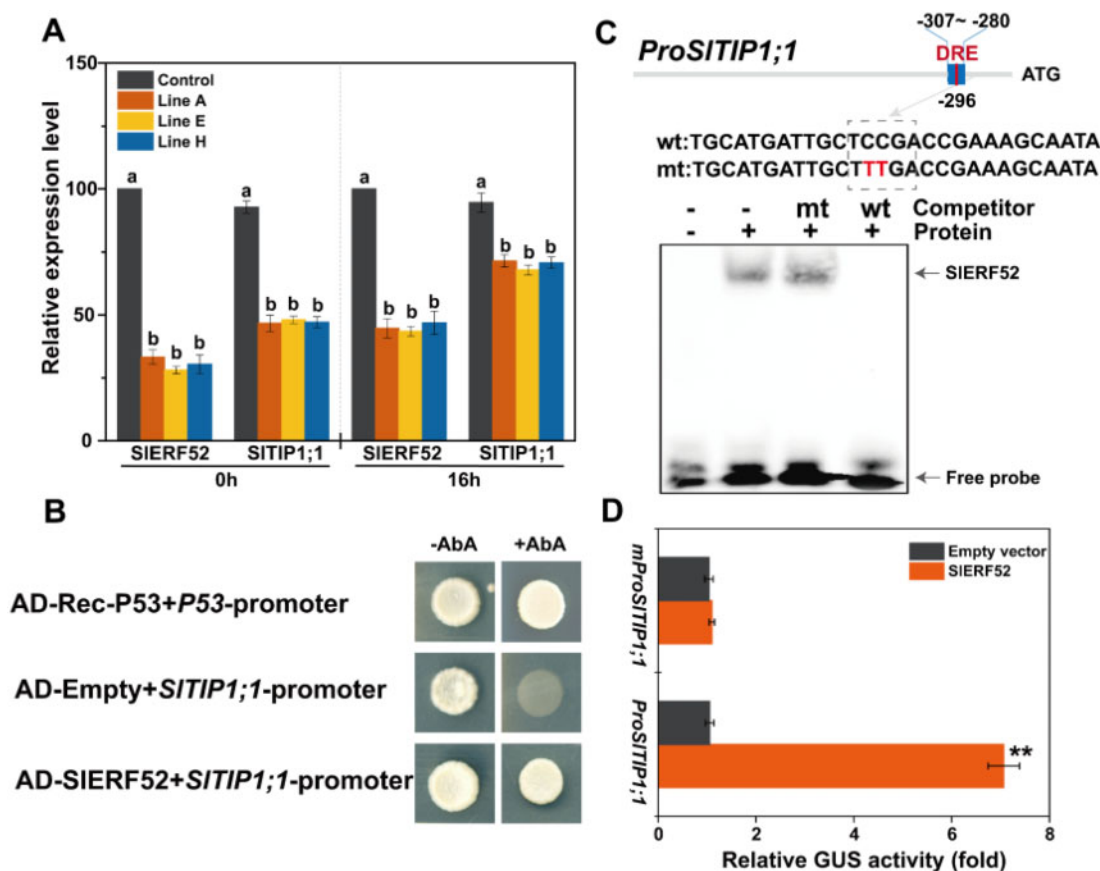 A
150
100
50
0
Relative expression level
Control
Line A
Line E
Line H
a
b b b
a
b b b
a
b b b
a
b b b
SlERF52 SlTIP1;1 SlERF52 SlTIP1;1
0h 16h
B
-AbA +AbA
AD-Rec-P53+P53-promoter
AD-Empty+SlTIP1;1-promoter
AD-SlERF52+SlTIP1;1-promoter
C
-307~ -280
ProSlTIP1;1
DRE
ATG
-296
wt:TGCATGATTGCTCCGACCGAAAGCAATA
mt:TGCATGATTGCTTTGACCGAAAGCAATA
- - mt wt Competitor
- + + + Protein
SlERF52
Free probe
D
Empty vector
SlERF52
mProSlTIP1;1
ProSlTIP1;1
**
0 2 4 6 8
Relative GUS activity (fold)